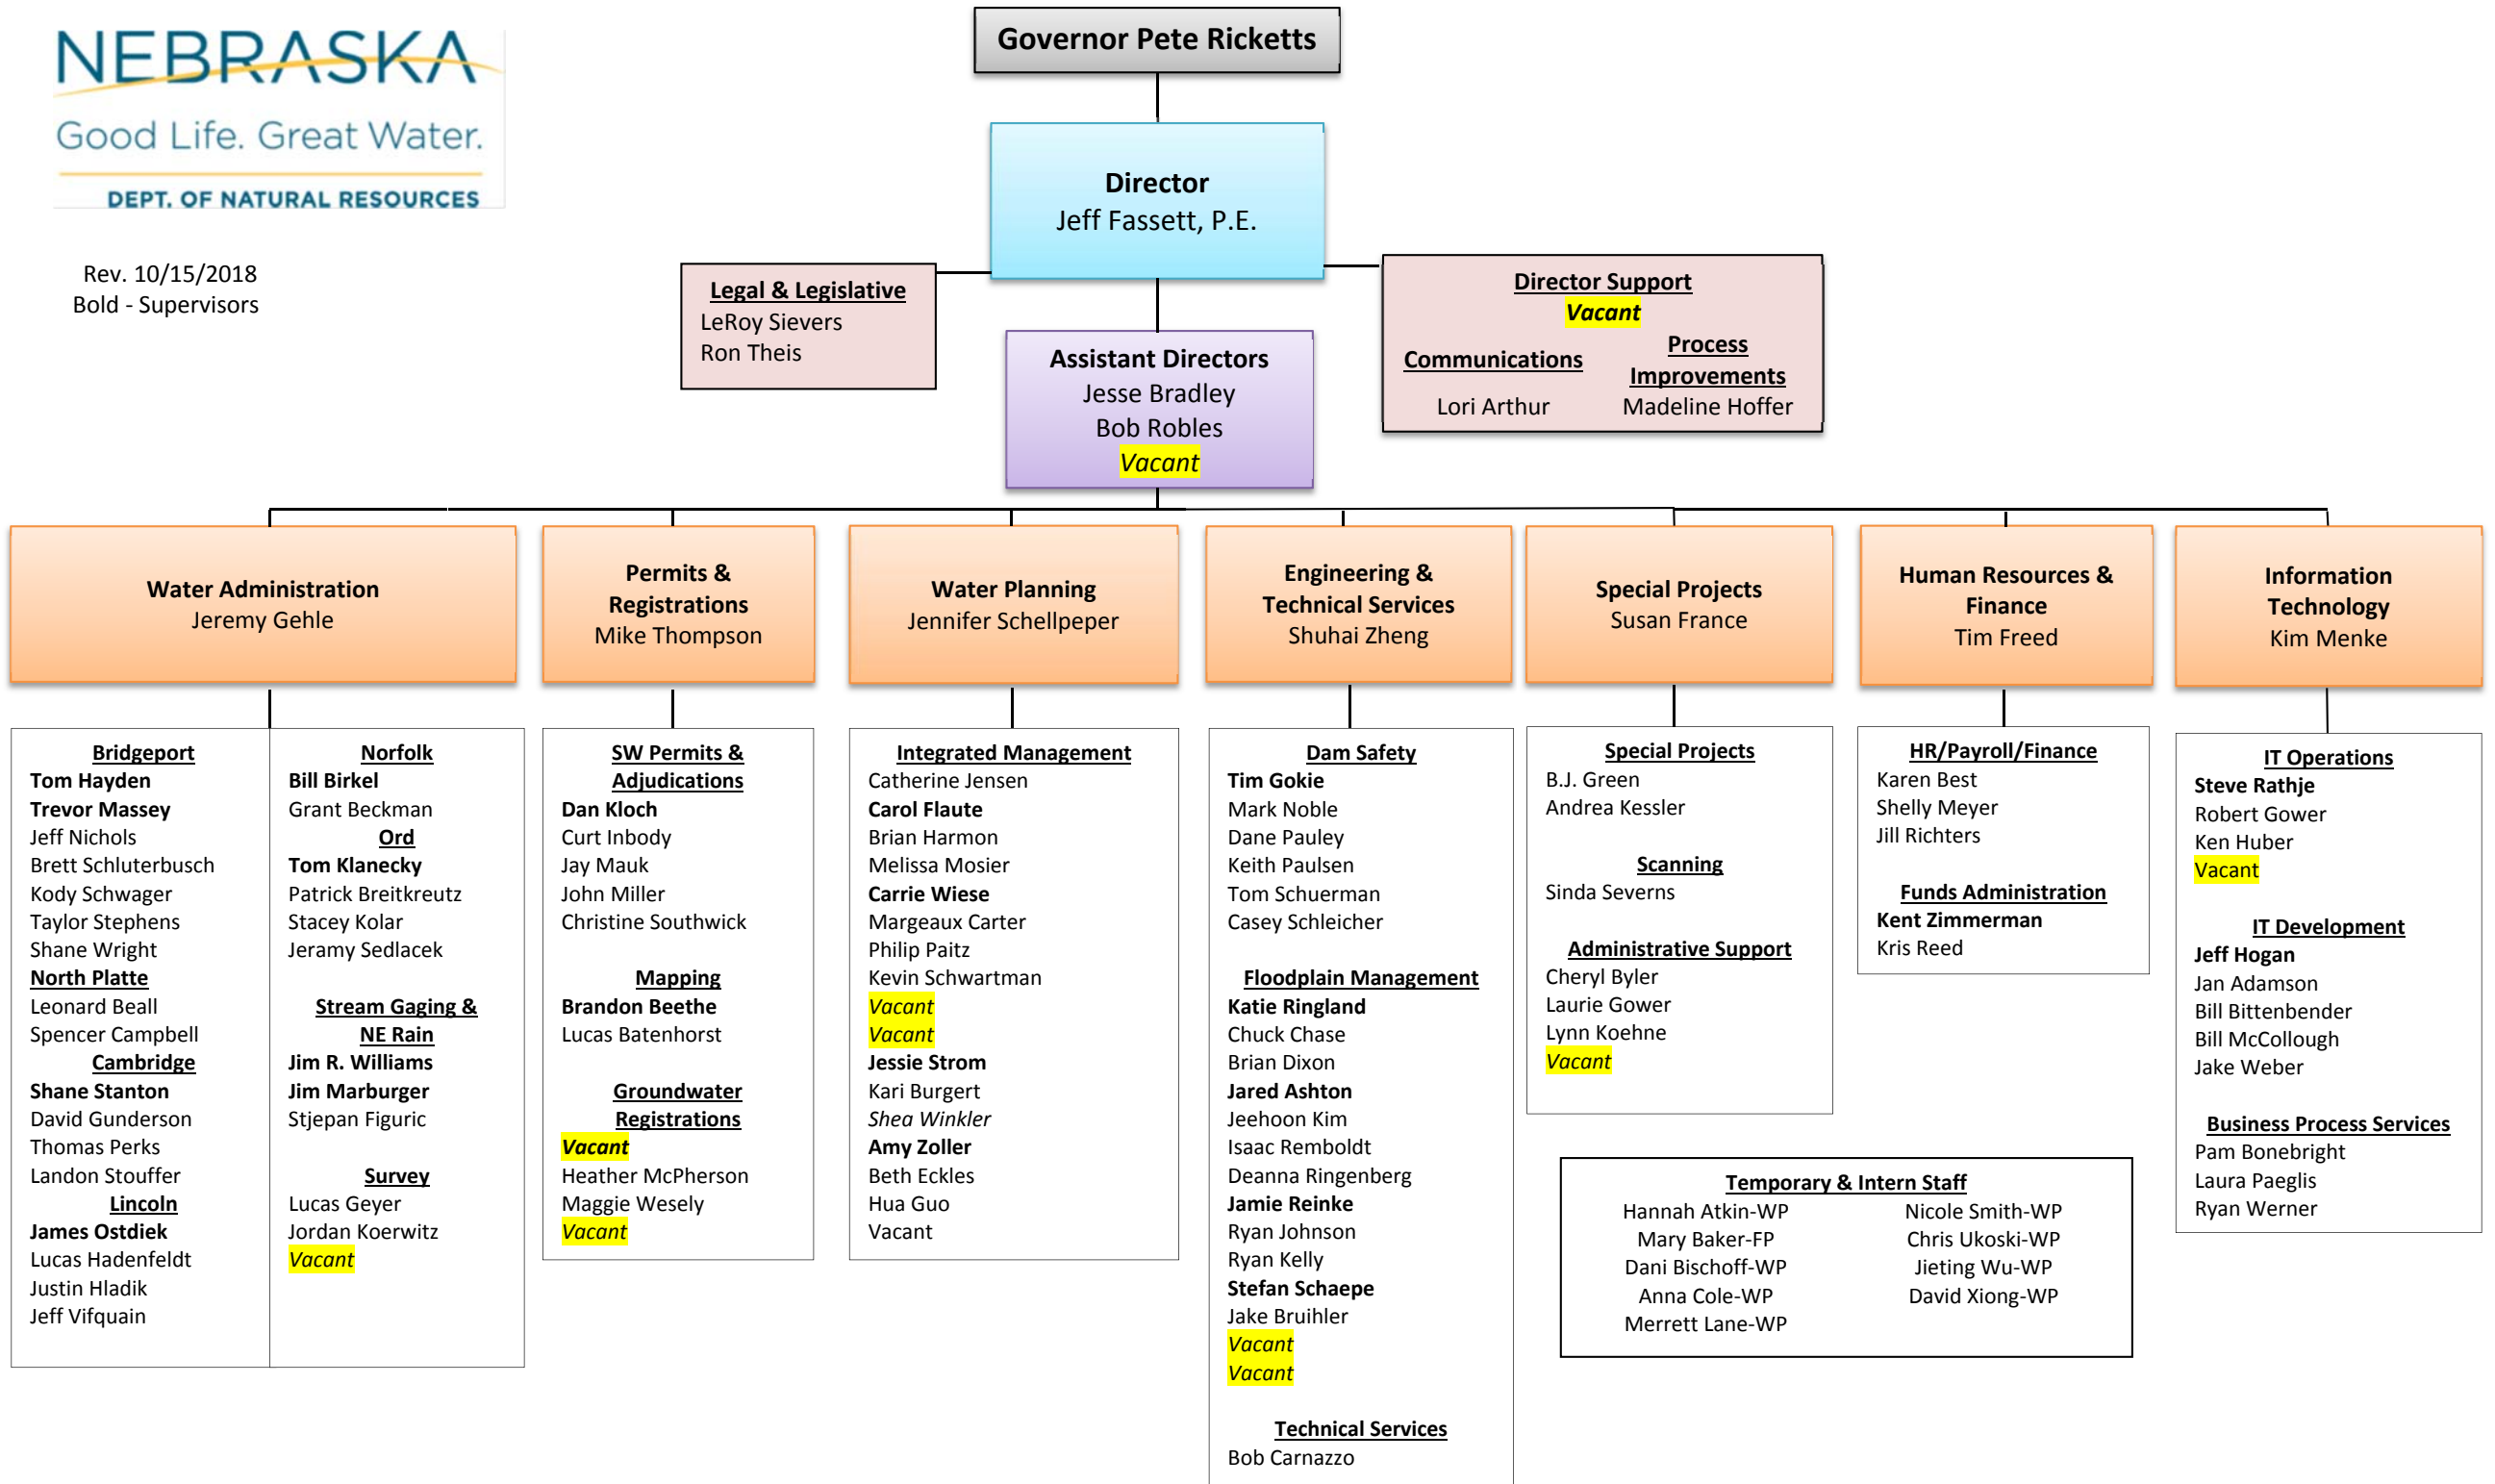 NEBRASKA
Good Life. Great Water.
DEPT. OF NATURAL RESOURCES
Rev. 10/15/2018
Bold - Supervisors
Governor Pete Ricketts
Director
Jeff Fassett, P.E.
Legal & Legislative
LeRoy Sievers
Ron Theis
Director Support
Vacant
Communications
Lori Arthur
Process
Improvements
Madeline Hoffer
Assistant Directors
Jesse Bradley
Bob Robles
Vacant
Water Administration
Jeremy Gehle
Permits &
Registrations
Mike Thompson
Water Planning
Jennifer Schellpeper
Engineering &
Technical Services
Shuhai Zheng
Special Projects
Susan France
Human Resources &
Finance
Tim Freed
Information
Technology
Kim Menke
Bridgeport
Tom Hayden
Trevor Massey
Jeff Nichols
Brett Schluterbusch
Kody Schwager
Taylor Stephens
Shane Wright
North Platte
Leonard Beall
Spencer Campbell
Cambridge
Shane Stanton
David Gunderson
Thomas Perks
Landon Stouffer
Lincoln
James Ostdiek
Lucas Hadenfeldt
Justin Hladik
Jeff Vifquain
Norfolk
Bill Birkel
Grant Beckman
Ord
Tom Klanecky
Patrick Breitkreutz
Stacey Kolar
Jeramy Sedlacek
Stream Gaging &
NE Rain
Jim R. Williams
Jim Marburger
Stjepan Figuric
Survey
Lucas Geyer
Jordan Koerwitz
Vacant
SW Permits &
Adjudications
Dan Kloch
Curt Inbody
Jay Mauk
John Miller
Christine Southwick
Mapping
Brandon Beethe
Lucas Batenhorst
Groundwater
Registrations
Vacant
Heather McPherson
Maggie Wesely
Vacant
Integrated Management
Catherine Jensen
Carol Flaute
Brian Harmon
Melissa Mosier
Carrie Wiese
Margeaux Carter
Philip Paitz
Kevin Schwartman
Vacant
Vacant
Jessie Strom
Kari Burgert
Shea Winkler
Amy Zoller
Beth Eckles
Hua Guo
Vacant
Dam Safety
Tim Gokie
Mark Noble
Dane Pauley
Keith Paulsen
Tom Schuerman
Casey Schleicher
Floodplain Management
Katie Ringland
Chuck Chase
Brian Dixon
Jared Ashton
Jeehoon Kim
Isaac Remboldt
Deanna Ringenberg
Jamie Reinke
Ryan Johnson
Ryan Kelly
Stefan Schaepe
Jake Bruihler
Vacant
Vacant
Technical Services
Bob Carnazzo
Special Projects
B.J. Green
Andrea Kessler
Scanning
Sinda Severns
Administrative Support
Cheryl Byler
Laurie Gower
Lynn Koehne
Vacant
HR/Payroll/Finance
Karen Best
Shelly Meyer
Jill Richters
Funds Administration
Kent Zimmerman
Kris Reed
IT Operations
Steve Rathje
Robert Gower
Ken Huber
Vacant
IT Development
Jeff Hogan
Jan Adamson
Bill Bittenbender
Bill McCollough
Jake Weber
Business Process Services
Pam Bonebright
Laura Paeglis
Ryan Werner
Temporary & Intern Staff
Hannah Atkin-WP
Mary Baker-FP
Dani Bischoff-WP
Anna Cole-WP
Merrett Lane-WP
Nicole Smith-WP
Chris Ukoski-WP
Jieting Wu-WP
David Xiong-WP